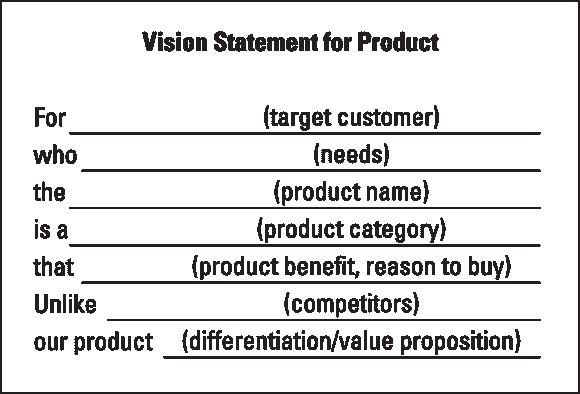 Vision Statement for Product
For (target customer)
who (needs)
the (product name)
is a (product category)
that (product benefit, reason to buy)
Unlike (competitors)
our product (differentiation/value proposition)